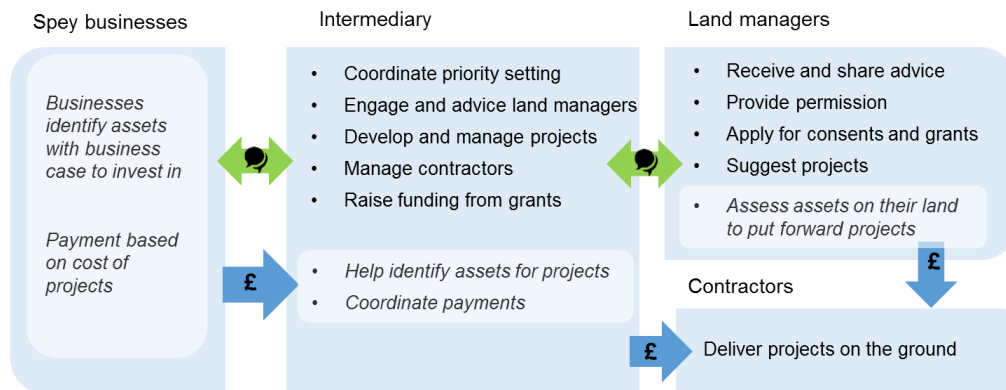 Spey businesses
Businesses
identify assets
with business
case to invest in
Payment based
on cost of
projects
£
Intermediary
• Coordinate priority setting
• Engage and advice land managers
• Develop and manage projects
• Manage contractors
• Raise funding from grants
• Help identify assets for projects
• Coordinate payments
£
Land managers
• Receive and share advice
• Provide permission
• Apply for consents and grants
• Suggest projects
• Assess assets on their land
to put forward projects
£
Contractors
Deliver projects on the ground